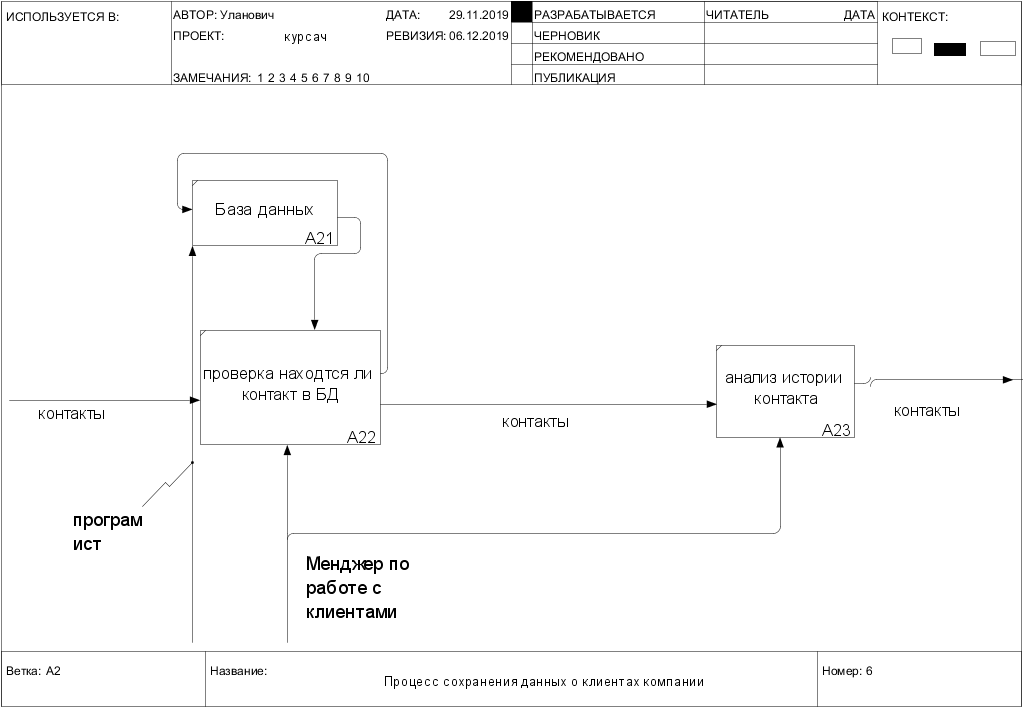 ИСПОЛЬЗУЕТСЯ В:
АВТОР: Уланович
ДАТА: 29.11.2019
РАЗРАБАТЫВАЕТСЯ
ЧИТАТЕЛЬ
ДАТА
КОНТЕКСТ:
ПРОЕКТ: курсач
РЕВИЗИЯ: 06.12.2019
ЧЕРНОВИК
РЕКОМЕНДОВАНО
ЗАМЕЧАНИЯ: 1 2 3 4 5 6 7 8 9 10
ПУБЛИКАЦИЯ
База данных
A21
проверка находтся ли
контакт в БД
A22
анализ истории
контакта
A23
контакты
контакты
контакты
програм
ист
Менджер по
работе с
клиентами
Ветка: A2
Название:
Процесс сохранения данных о клиентах компании
Номер: 6